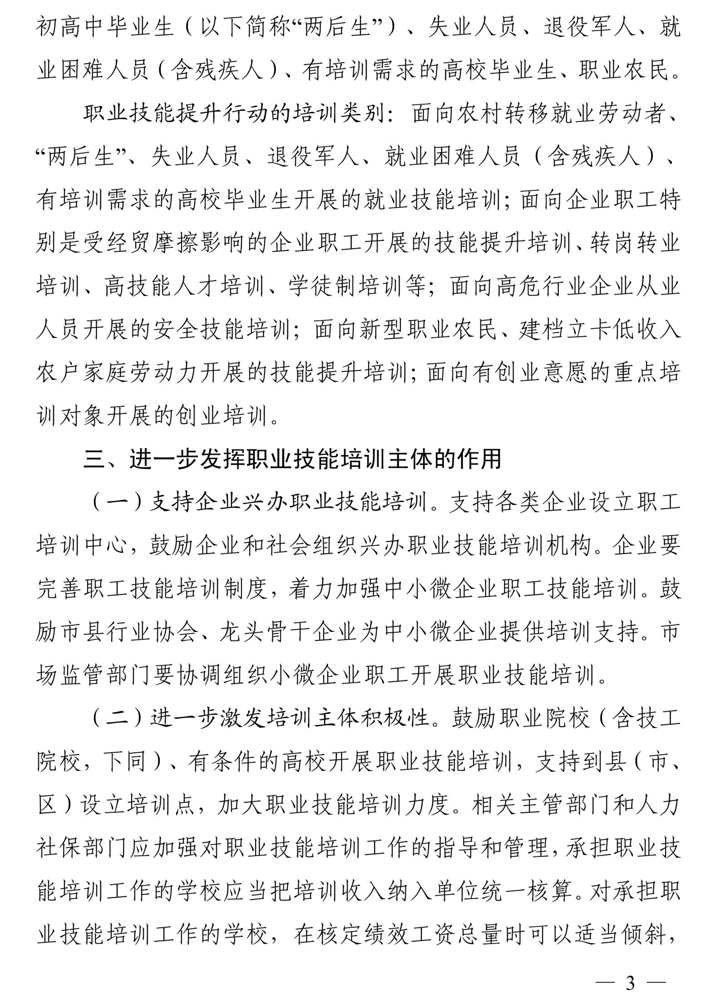 初高中毕业生（以下简称“两后生”）、失业人员、退役军人、就
业困难人员（含残疾人）、有培训需求的高校毕业生、职业农民。
职业技能提升行动的培训类别：面向农村转移就业劳动者、
“两后生”、失业人员、退役军人、就业困难人员（含残疾人）、
有培训需求的高校毕业生开展的就业技能培训；面向企业职工特
别是受经贸摩擦影响的企业职工开展的技能提升培训、转岗转业
培训、高技能人才培训、学徒制培训等；面向高危行业企业从业
人员开展的安全技能培训；面向新型职业农民、建档立卡低收入
农户家庭劳动力开展的技能提升培训；面向有创业意愿的重点培
训对象开展的创业培训。
三、进一步发挥职业技能培训主体的作用
（一）支持企业兴办职业技能培训。支持各类企业设立职工
培训中心，鼓励企业和社会组织兴办职业技能培训机构。企业要
完善职工技能培训制度，着力加强中小微企业职工技能培训。鼓
励市县行业协会、龙头骨干企业为中小微企业提供培训支持。市
场监管部门要协调组织小微企业职工开展职业技能培训。
（二）进一步激发培训主体积极性。鼓励职业院校（含技工
院校，下同）、有条件的高校开展职业技能培训，支持到县（市、
区）设立培训点，加大职业技能培训力度。相关主管部门和人力
社保部门应加强对职业技能培训工作的指导和管理，承担职业技
能培训工作的学校应当把培训收入纳入单位统一核算。对承担职
业技能培训工作的学校，在核定绩效工资总量时可以适当倾斜，
— 3 —